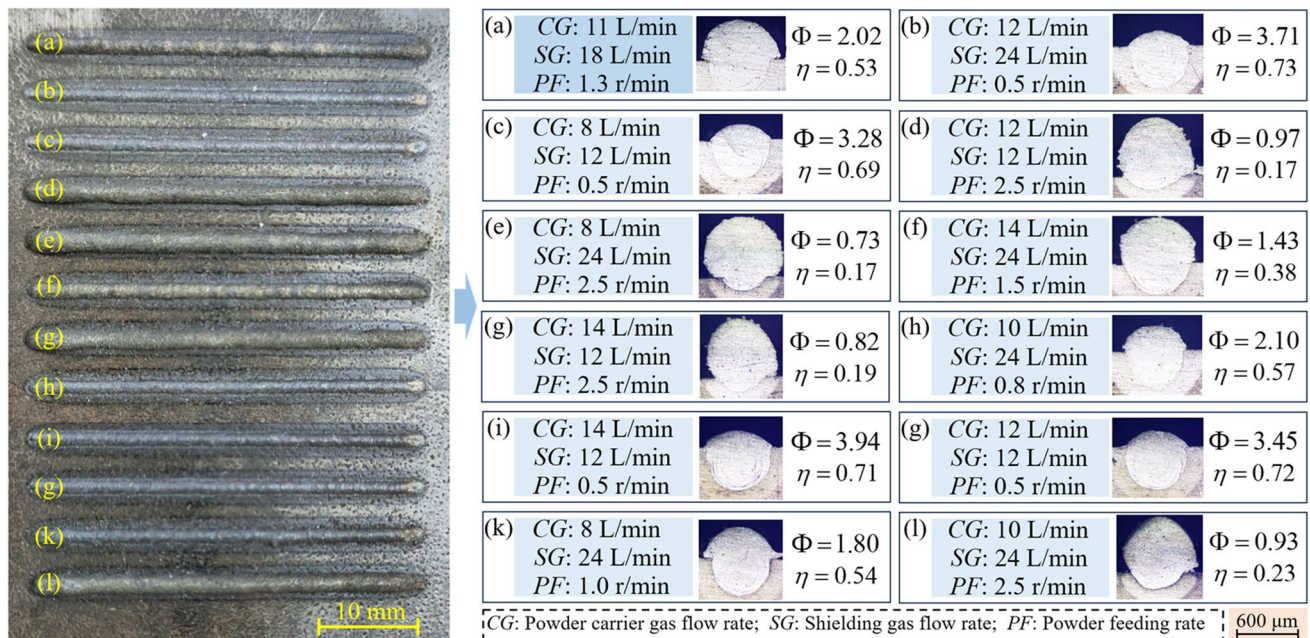 (a)
(b)
(c)
(d)
(e)
(f)
(g)
(h)
(i)
(g)
(k)
(l)
10 mm
(a) CG: 11 L/min
SG: 18 L/min
PF: 1.3 r/min
Φ = 2.02
η = 0.53
(b) CG: 12 L/min
SG: 24 L/min
PF: 0.5 r/min
Φ = 3.71
η = 0.73
(c) CG: 8 L/min
SG: 12 L/min
PF: 0.5 r/min
Φ = 3.28
η = 0.69
(d) CG: 12 L/min
SG: 12 L/min
PF: 2.5 r/min
Φ = 0.97
η = 0.17
(e) CG: 8 L/min
SG: 24 L/min
PF: 2.5 r/min
Φ = 0.73
η = 0.17
(f) CG: 14 L/min
SG: 24 L/min
PF: 1.5 r/min
Φ = 1.43
η = 0.38
(g) CG: 14 L/min
SG: 12 L/min
PF: 2.5 r/min
Φ = 0.82
η = 0.19
(h) CG: 10 L/min
SG: 24 L/min
PF: 0.8 r/min
Φ = 2.10
η = 0.57
(i) CG: 14 L/min
SG: 12 L/min
PF: 0.5 r/min
Φ = 3.94
η = 0.71
(g) CG: 12 L/min
SG: 12 L/min
PF: 0.5 r/min
Φ = 3.45
η = 0.72
(k) CG: 8 L/min
SG: 24 L/min
PF: 1.0 r/min
Φ = 1.80
η = 0.54
(l) CG: 10 L/min
SG: 24 L/min
PF: 2.5 r/min
Φ = 0.93
η = 0.23
CG: Powder carrier gas flow rate; SG: Shielding gas flow rate; PF: Powder feeding rate
600 μm